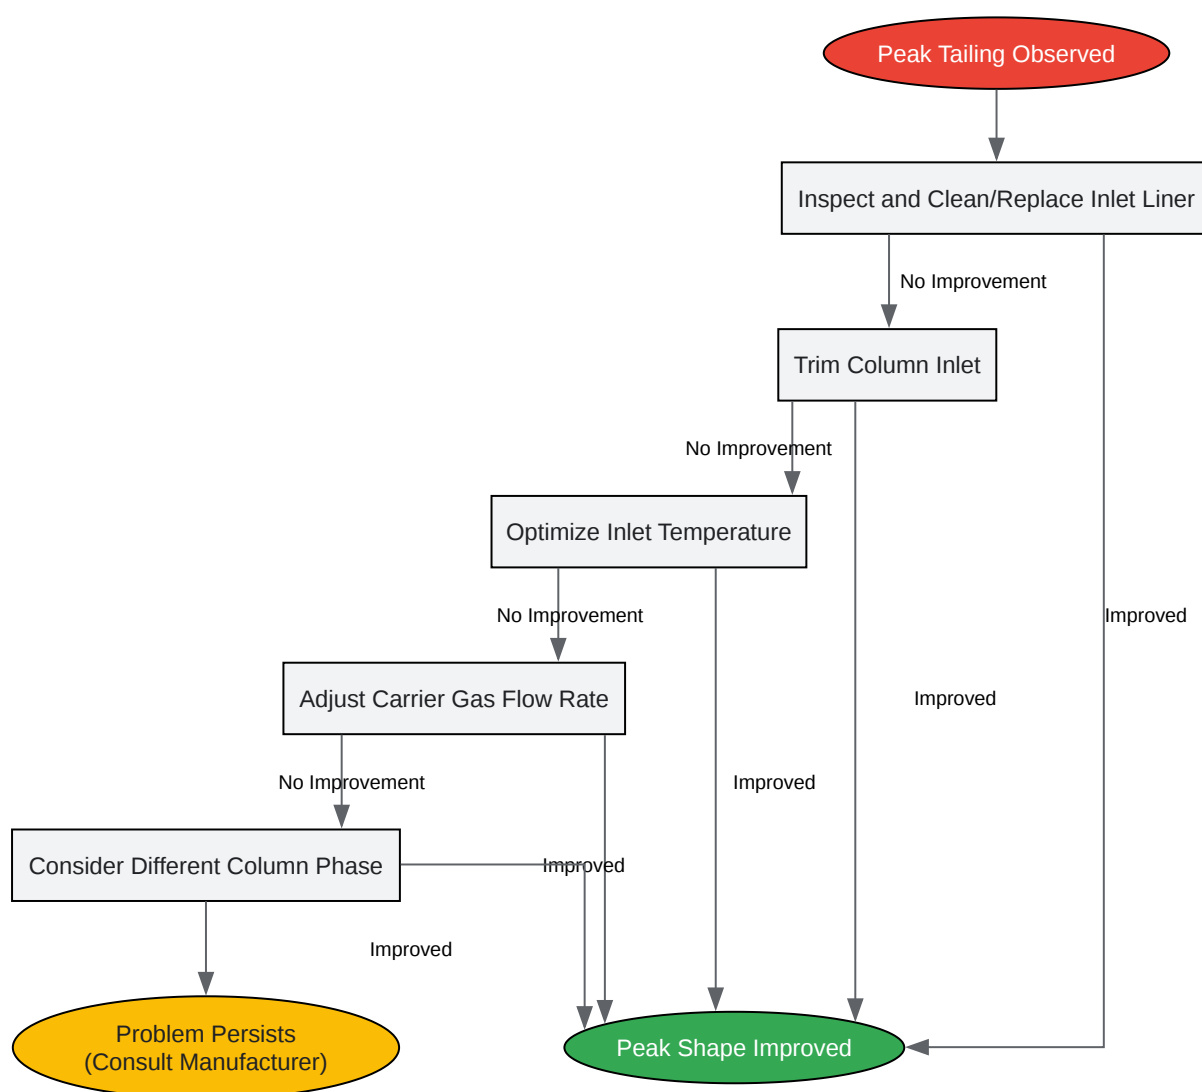 Peak Tailing Observed
Inspect and Clean/Replace Inlet Liner
No Improvement
Trim Column Inlet
No Improvement
Optimize Inlet Temperature
No Improvement
Improved
Adjust Carrier Gas Flow Rate
Improved
No Improvement
Improved
Consider Different Column Phase
Improved
Improved
Problem Persists
(Consult Manufacturer)
Peak Shape Improved